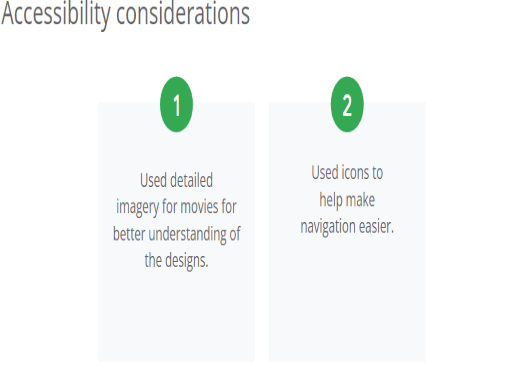 Accessibility considerations
1
Used detailed
imagery for movies for
better understanding of
the designs.
2
Used icons to
help make
navigation easier.